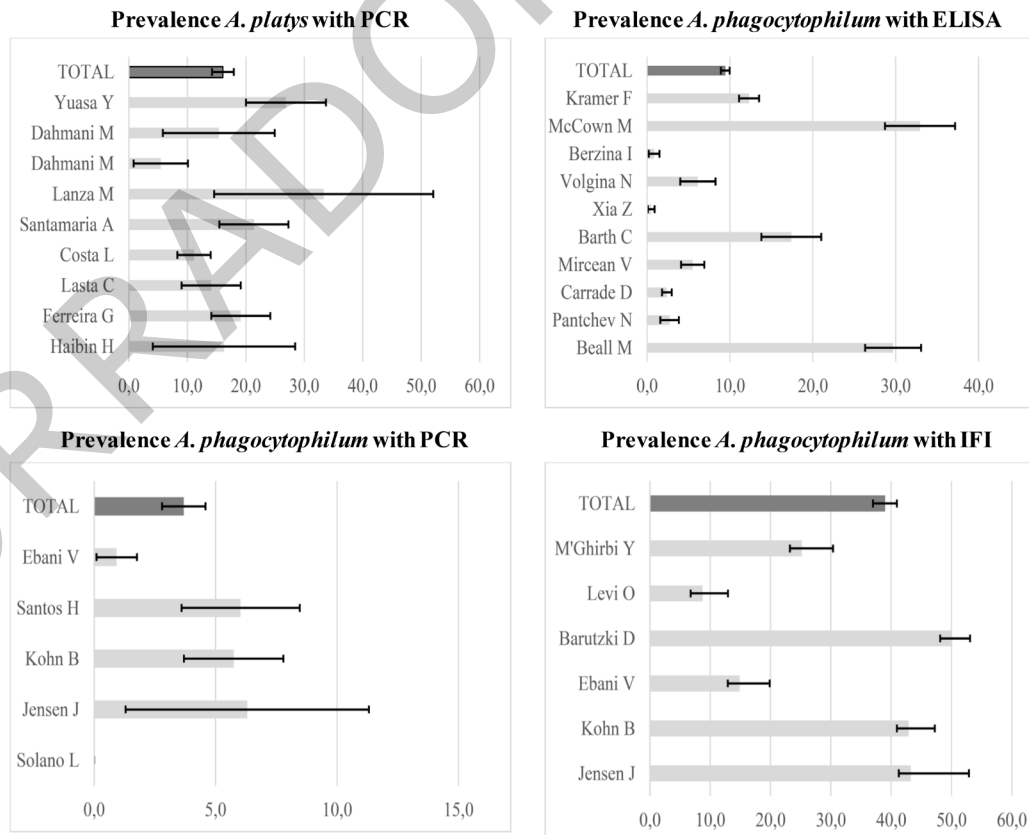 Prevalence A. platys with PCR
TOTAL
Yuasa Y
Dahmani M
Dahmani M
Lanza M
Santamaria A
Costa L
Lasta C
Ferreira G
Haibin H
0,0 10,0 20,0 30,0 40,0 50,0 60,0
Prevalence A. phagocytophilum with ELISA
TOTAL
Kramer F
McCown M
Berzina I
Volgina N
Xia Z
Barth C
Mircean V
Carrade D
Pantchev N
Beall M
0,0 10,0 20,0 30,0 40,0
Prevalence A. phagocytophilum with PCR
TOTAL
Ebani V
Santos H
Kohn B
Jensen J
Solano L
0,0 5,0 10,0 15,0
Prevalence A. phagocytophilum with IFI
TOTAL
M'Ghirbi Y
Levi O
Barutzki D
Ebani V
Kohn B
Jensen J
0,0 10,0 20,0 30,0 40,0 50,0 60,0
RRADO